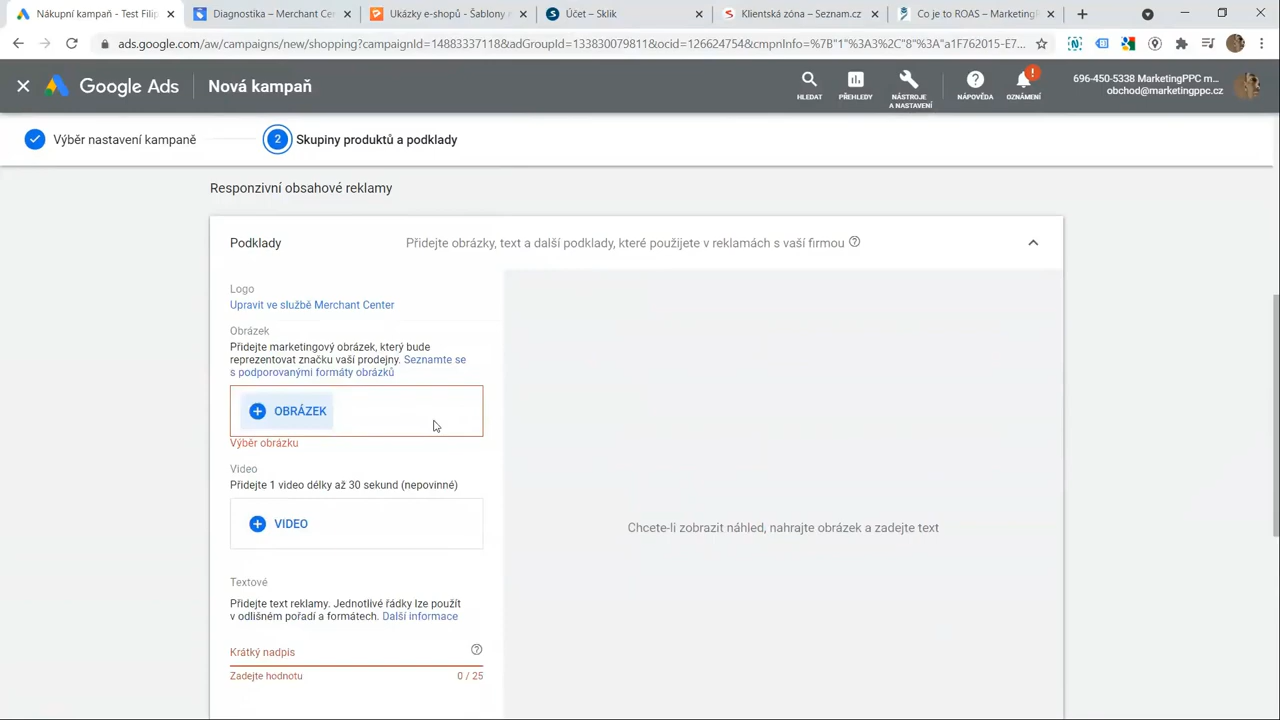 Nákupní kampaň - Test Filip
Diagnostika – Merchant Cen
Ukázky e-shopů - Šablony n
Účet – Sklik
Klientská zóna – Seznam.cz
Co je to ROAS – MarketingP
ads.google.com/aw/campaigns/new/shopping?campaignId=14883371118&adGroupId=133830079811&ocid=126624754&cmpnInfo=%7B"1"%3A3%2C"8"%3A"a1F762015-E7...
Google Ads
Nová kampaň
HLEDAT
PŘEHLEDY
NÁSTROJE
A NASTAVENÍ
NÁPOVĚDA
OZNÁMENÍ
696-450-5338 MarketingPPC m...
obchod@marketingppc.cz
Výběr nastavení kampaně
2 Skupiny produktů a podklady
Responzivní obsahové reklamy
Podklady
Přidejte obrázky, text a další podklady, které použijete v reklamách s vaší firmou
Logo
Upravit ve službě Merchant Center
Obrázek
Přidejte marketingový obrázek, který bude
reprezentovat značku vaší prodejny. Seznamte se
s podporovanými formáty obrázků
OBRÁZEK
Výběr obrázku
Video
Přidejte 1 video délky až 30 sekund (nepovinné)
VIDEO
Chcete-li zobrazit náhled, nahrajte obrázek a zadejte text
Textové
Přidejte text reklamy. Jednotlivé řádky lze použít
v odlišném pořadí a formátech. Další informace
Krátký nadpis
Zadejte hodnotu
0 / 25